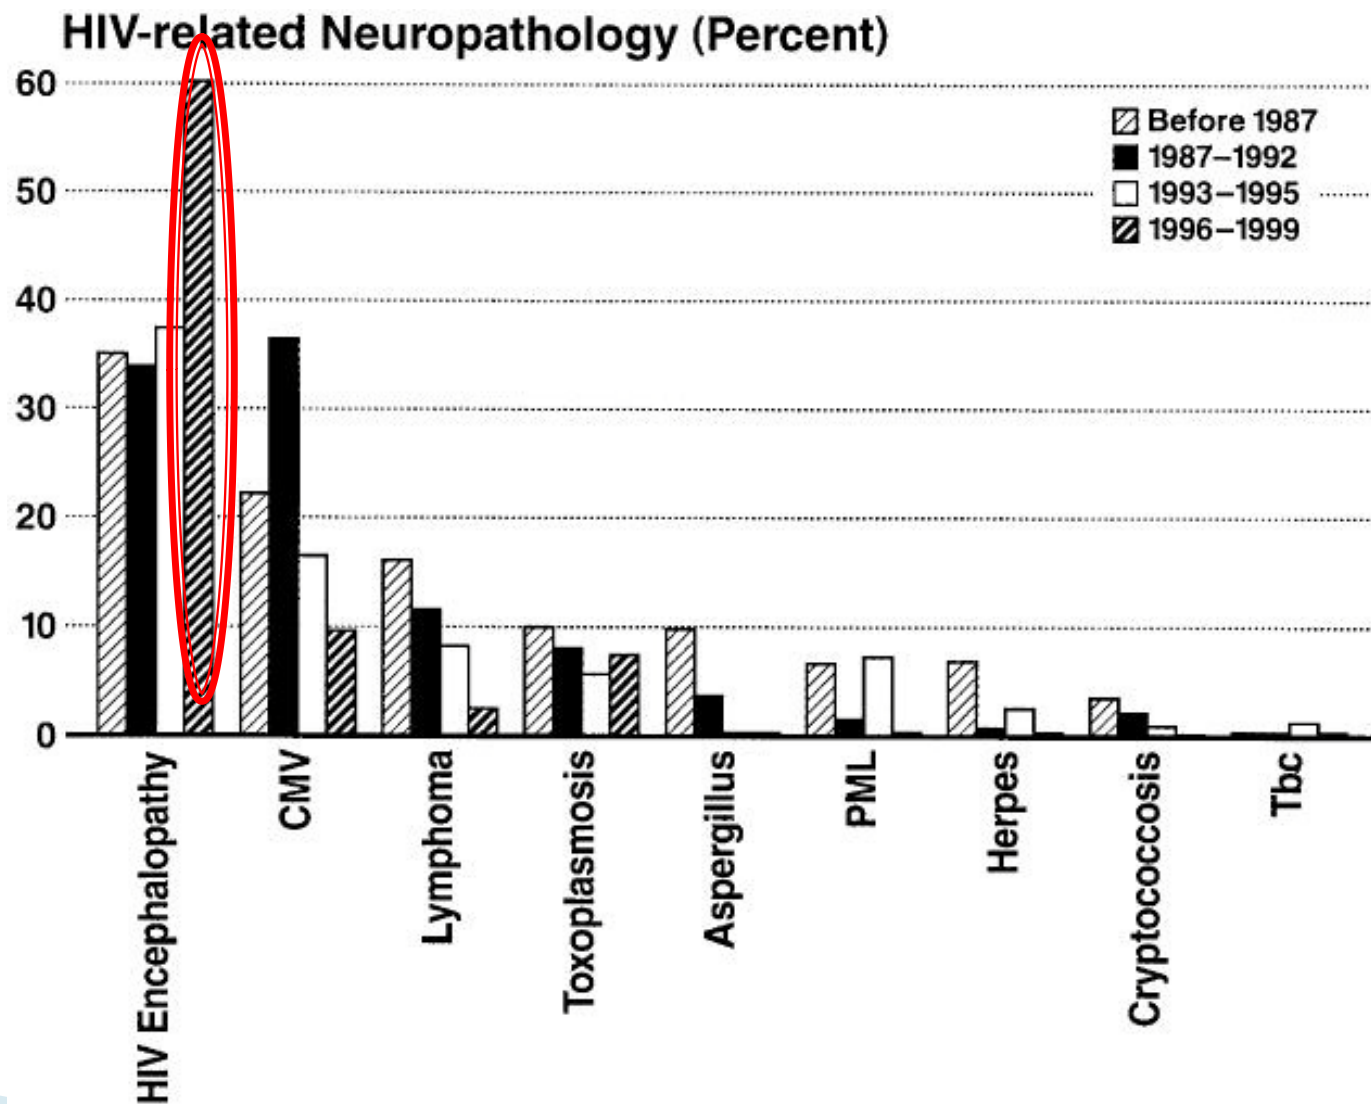 HIV-related Neuropathology (Percent)
60
50
40
30
20
10
0
Before 1987
1987–1992
1993–1995
1996–1999
HIV Encephalopathy
CMV
Lymphoma
Toxoplasmosis
Aspergillus
PML
Herpes
Cryptococcosis
Tbc